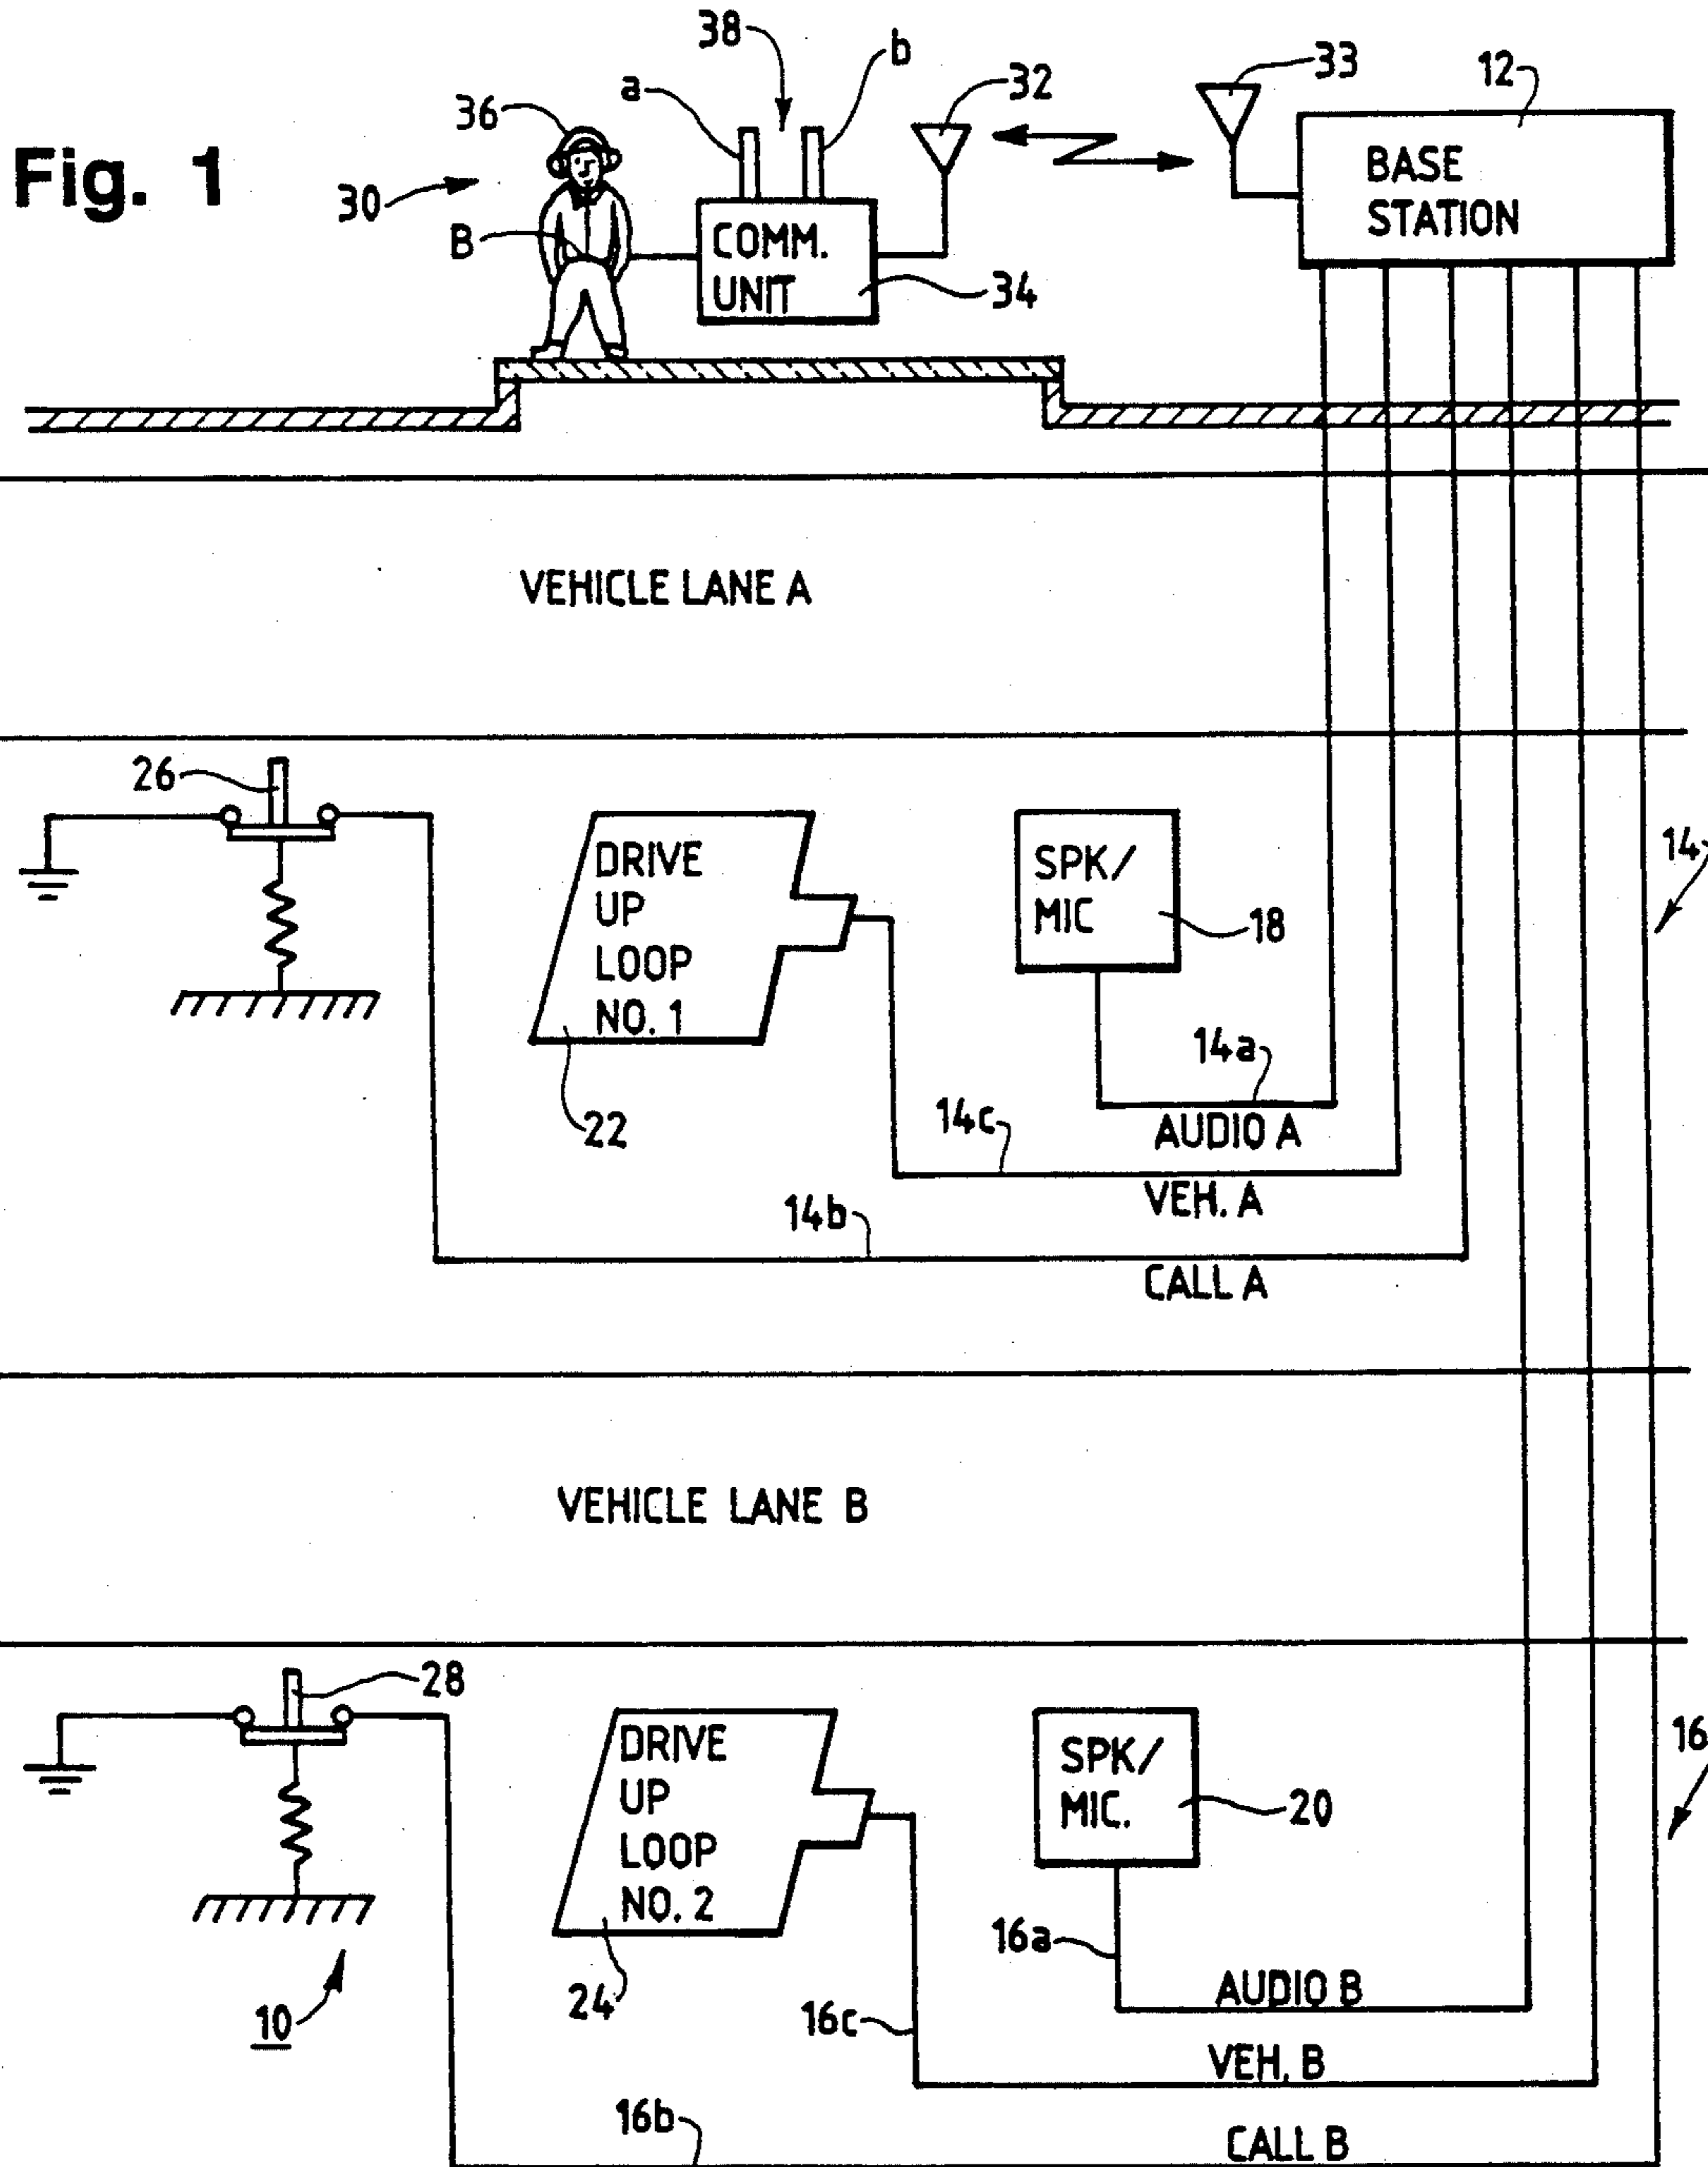 Fig. 1
38
a
b
36
30
B
COMM.
UNIT
34
32
33
12
BASE
STATION
VEHICLE LANE A
26
DRIVE
UP
LOOP
NO. 1
22
SPK/
MIC
18
14
14a
AUDIO A
14c
VEH. A
14b
CALL A
VEHICLE LANE B
28
DRIVE
UP
LOOP
NO. 2
24
SPK/
MIC.
20
16
16a
AUDIO B
16c
VEH. B
16b
CALL B
10